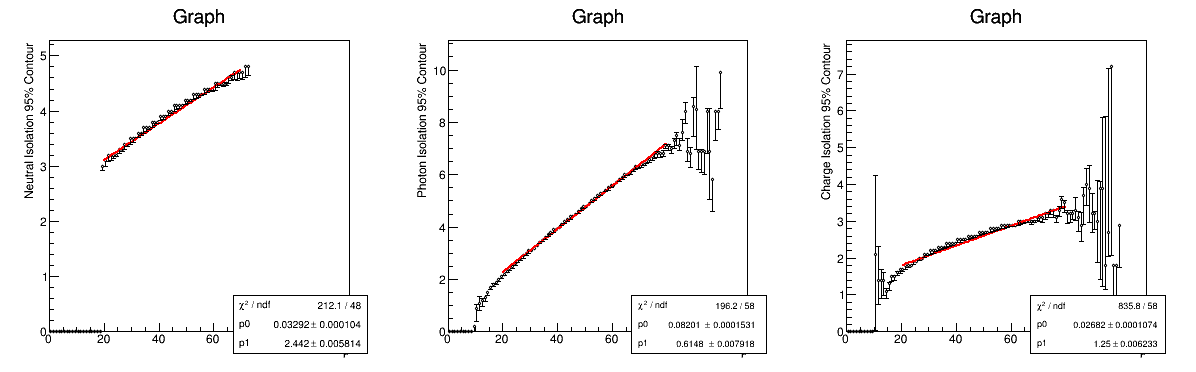 Graph
Neutral Isolation 95% Contour
5
4
3
2
1
0
0 20 40 60
χ² / ndf 212.1 / 48
p0 0.03292 ± 0.000104
p1 2.442 ± 0.005814
Graph
Photon Isolation 95% Contour
10
8
6
4
2
0
0 20 40 60
χ² / ndf 196.2 / 58
p0 0.08201 ± 0.0001531
p1 0.6148 ± 0.007918
Graph
Charge Isolation 95% Contour
7
6
5
4
3
2
1
0
0 20 40 60
χ² / ndf 835.8 / 58
p0 0.02682 ± 0.0001074
p1 1.25 ± 0.006233